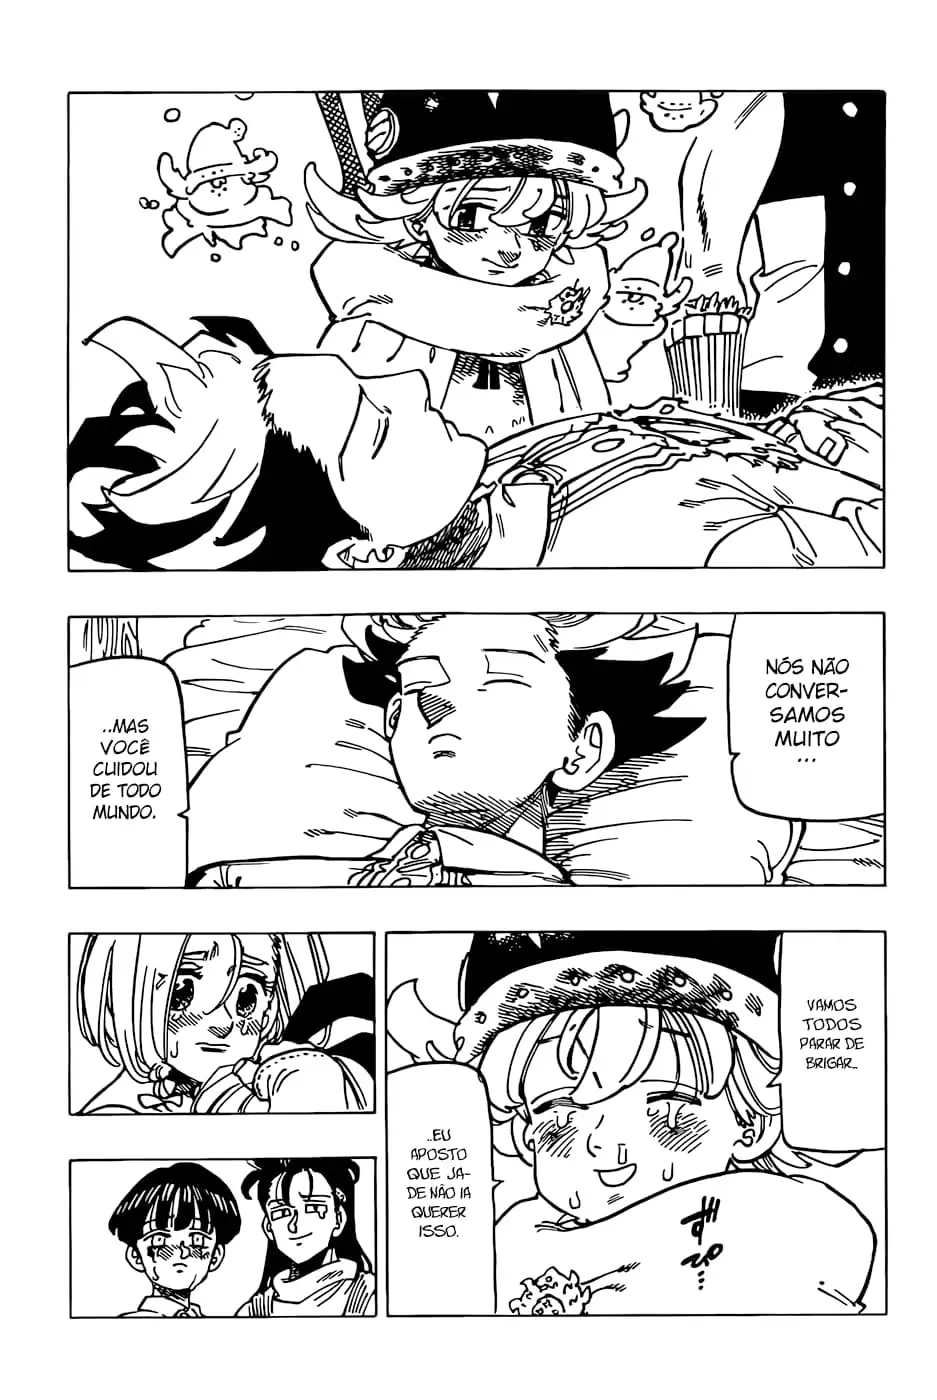 NÓS NÃO
CONVER-
SAMOS
MUITO
...
..MAS
VOCÊ
CUIDOU
DE TODO
MUNDO.
VAMOS
TODOS
PARAR DE
BRIGAR..
..EU
APOSTO
QUE JA-
DE NÃO IA
QUERER
ISSO.